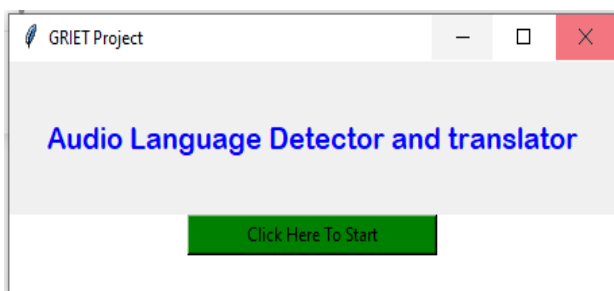 GRIET Project
Audio Language Detector and translator
Click Here To Start